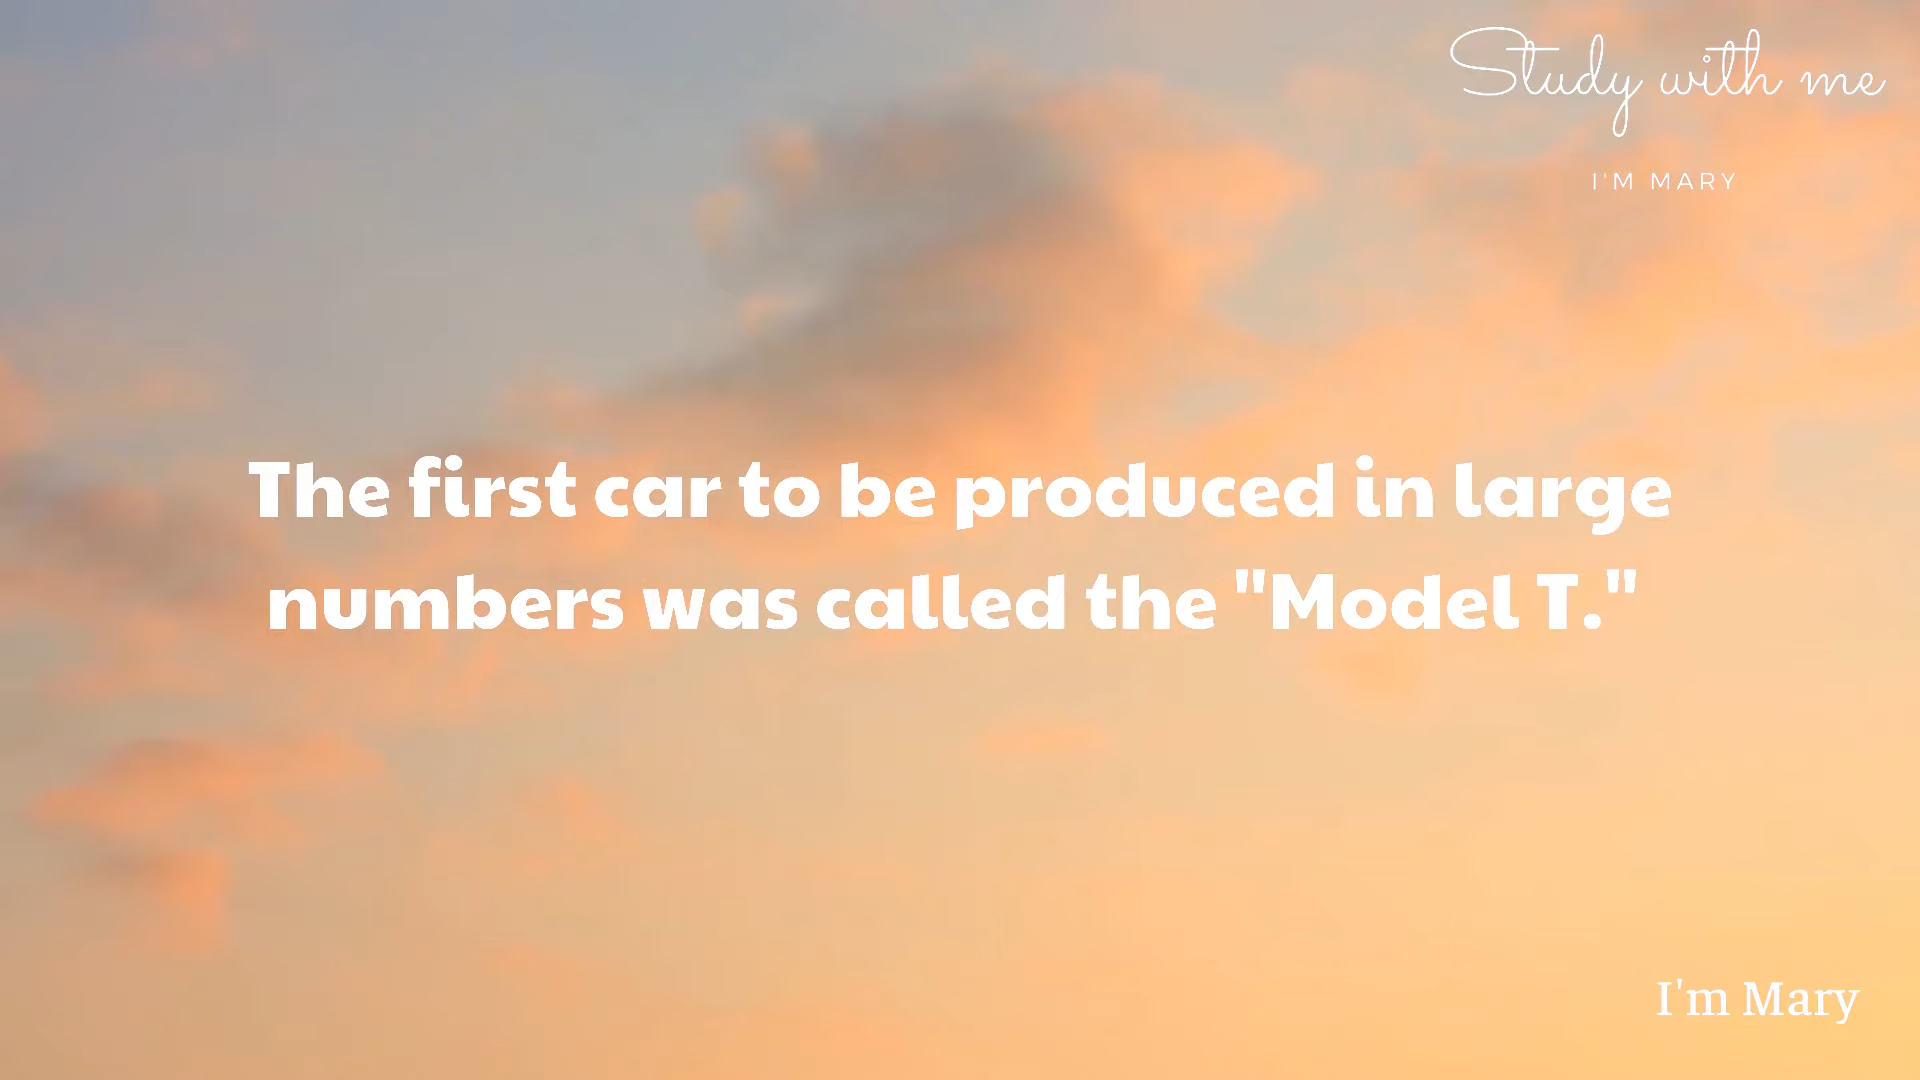 Study with me
I'M MARY
The first car to be produced in large
numbers was called the "Model T."
I'm Mary